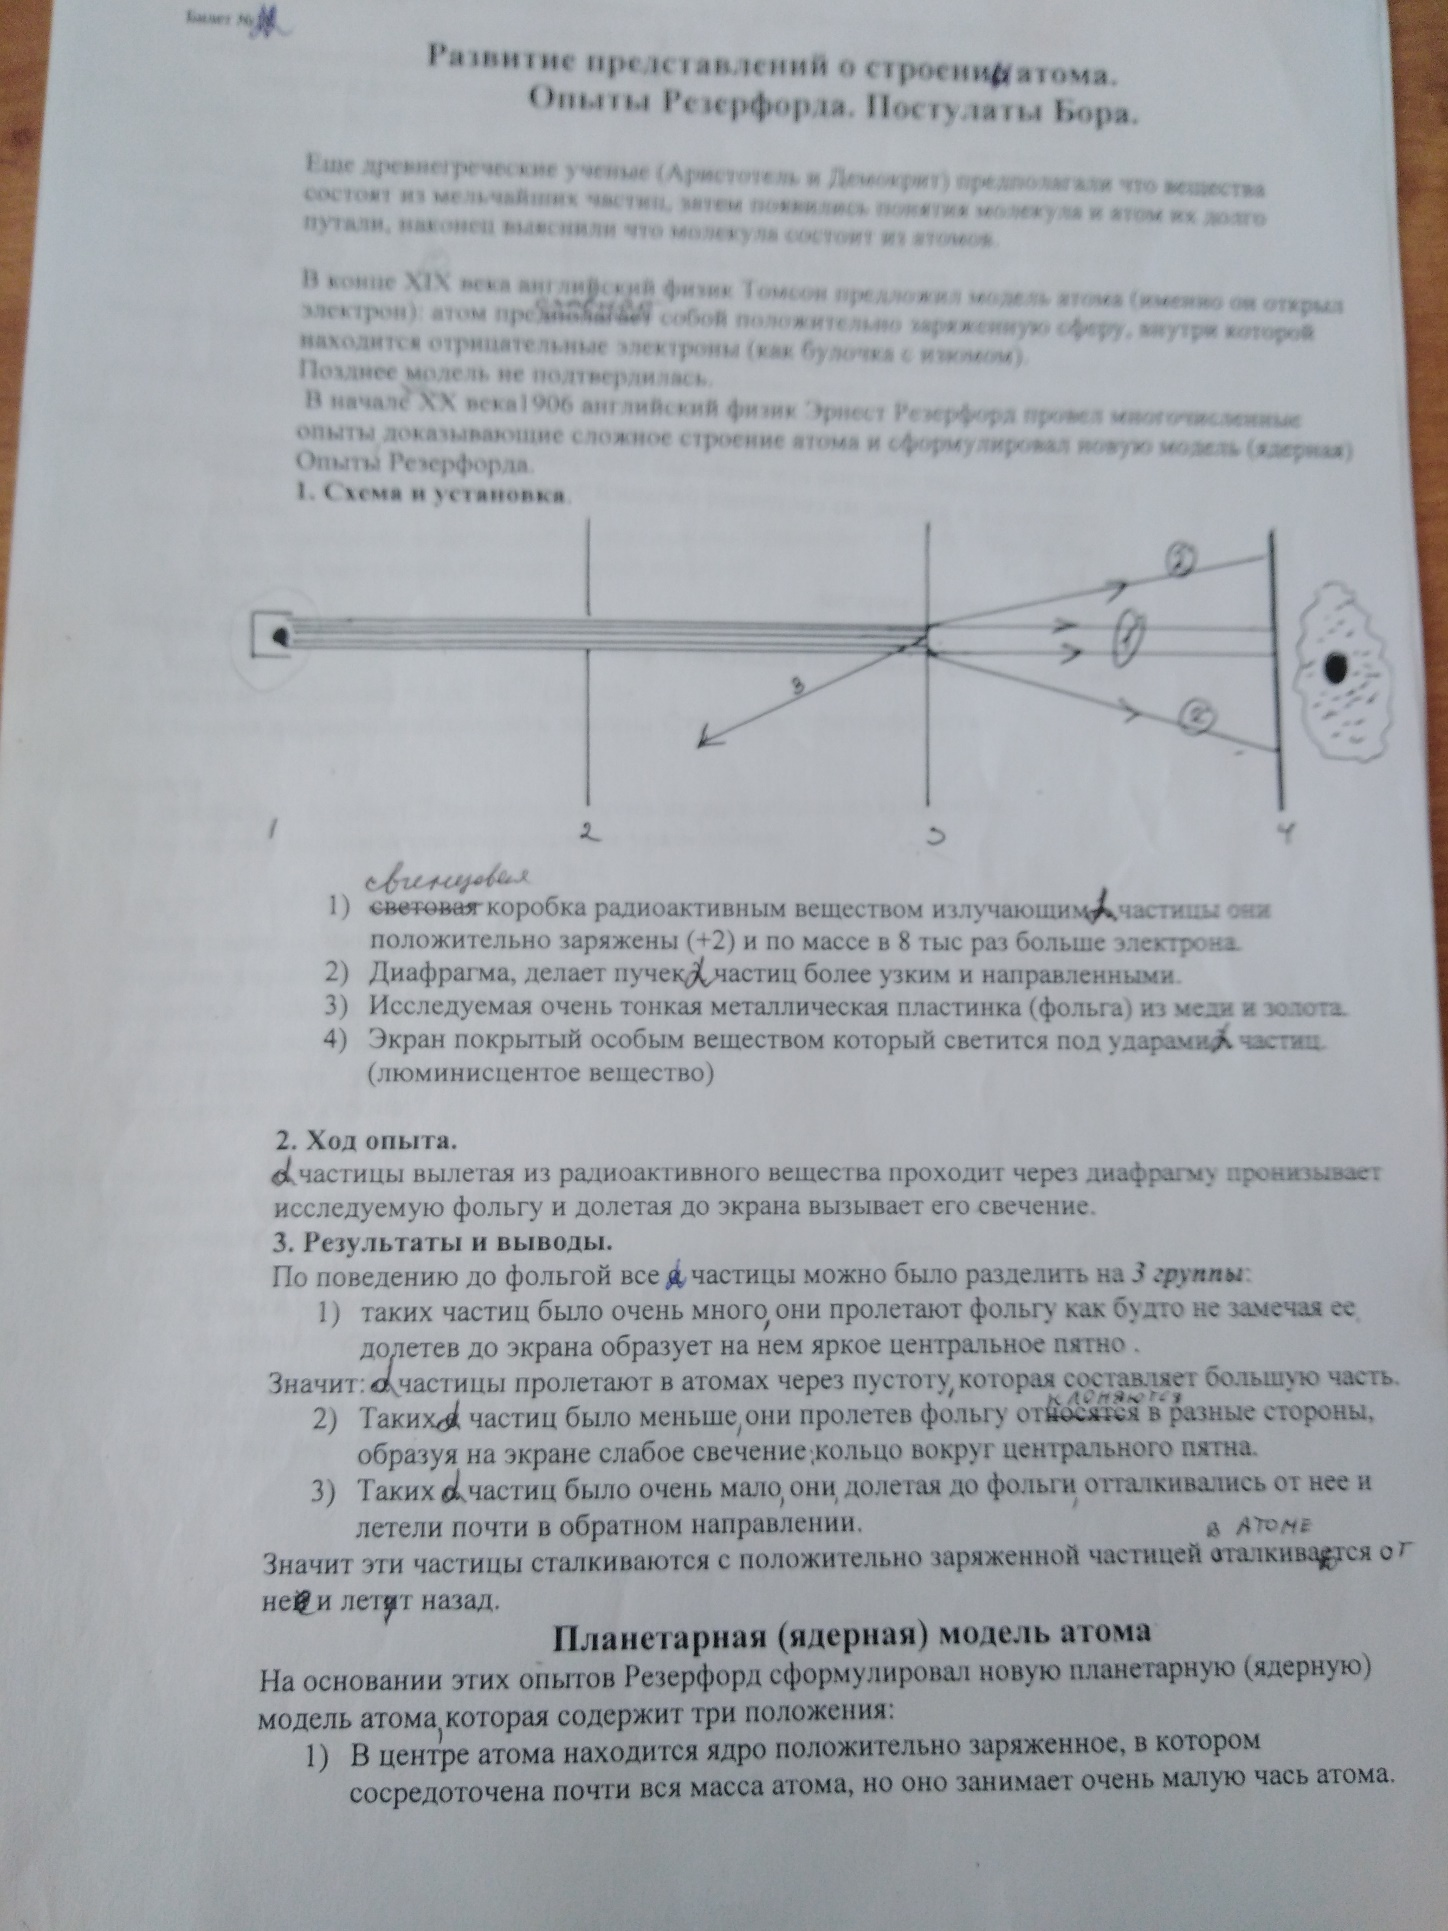 Билет №
Развитие представлений о строении атома.
Опыты Резерфорда. Постулаты Бора.
Еще древнегреческие ученые (Аристотель и Демокрит) предполагали что вещества
состоят из мельчайших частиц, затем появились понятия молекула и атом их долго
путали, наконец выяснили что молекула состоит из атомов.
В конце XIX века английский физик Томсон предложил модель атома (именно он открыл
электрон): атом собой положительно заряженную сферу, внутри которой
находится отрицательные электроны (как булочка с изюмом).
Позднее модель не подтвердилась.
В начале XX века1906 английский физик Эрнест Резерфорд провел многочисленные
опыты доказывающие сложное строение атома и сформулировал новую модель (ядерная)
Опыты Резерфорда.
1. Схема и установка.
2
1
3
2
1 2 3 4
свинцовая
1) световая коробка радиоактивным веществом излучающим α частицы они
положительно заряжены (+2) и по массе в 8 тыс раз больше электрона.
2) Диафрагма, делает пучек α частиц более узким и направленными.
3) Исследуемая очень тонкая металлическая пластинка (фольга) из меди и золота.
4) Экран покрытый особым веществом который светится под ударами α частиц.
(люминисцентое вещество)
2. Ход опыта.
α частицы вылетая из радиоактивного вещества проходит через диафрагму пронизывает
исследуемую фольгу и долетая до экрана вызывает его свечение.
3. Результаты и выводы.
По поведению до фольгой все α частицы можно было разделить на 3 группы:
1) таких частиц было очень много, они пролетают фольгу как будто не замечая ее,
долетев до экрана образует на нем яркое центральное пятно .
Значит: α частицы пролетают в атомах через пустоту, которая составляет большую часть.
клоняются
2) Таких α частиц было меньше, они пролетев фольгу относятся в разные стороны,
образуя на экране слабое свечение кольцо вокруг центрального пятна.
3) Таких α частиц было очень мало, они, долетая до фольги, отталкивались от нее и
летели почти в обратном направлении.
в АТОМЕ
Значит эти частицы сталкиваются с положительно заряженной частицей оталкивается от
нее и летят назад.
Планетарная (ядерная) модель атома
На основании этих опытов Резерфорд сформулировал новую планетарную (ядерную)
модель атома, которая содержит три положения:
1) В центре атома находится ядро положительно заряженное, в котором
сосредоточена почти вся масса атома, но оно занимает очень малую чась атома.